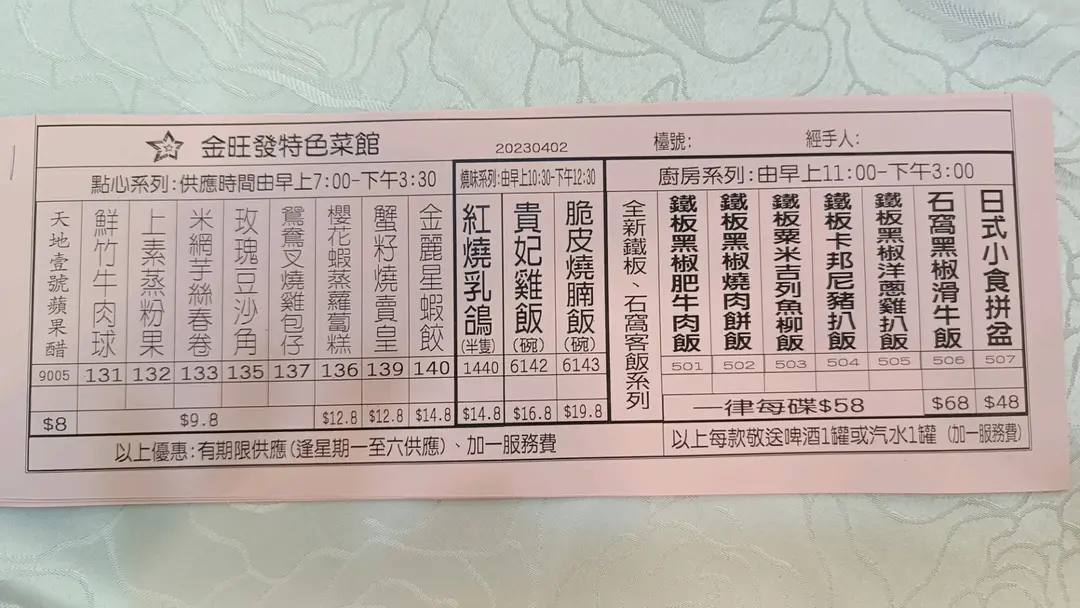 金旺發特色菜館 20230402 檯號: 經手人:
點心系列:供應時間由早上7:00-下午3:30
天地壹號蘋果醋
鮮竹牛肉球
上素蒸粉果
米網芋絲春卷
玫瑰豆沙角
鴛鴦叉燒雞包仔
櫻花蝦蒸蘿蔔糕
蟹籽燒賣皇
金麗星蝦餃
9005 131 132 133 135 137 136 139 140
$8 $9.8 $12.8 $12.8 $14.8
以上優惠:有期限供應(逢星期一至六供應)、加一服務費
燒味系列:由早上10:30-下午12:30
紅燒乳鴿(半隻)
貴妃雞飯(碗)
脆皮燒腩飯(碗)
1440 6142 6143
$14.8 $16.8 $19.8
廚房系列:由早上11:00-下午3:00
全新鐵板、石窩客飯系列
鐵板黑椒肥牛肉飯
鐵板黑椒燒肉餅飯
鐵板粟米吉列魚柳飯
鐵板卡邦尼豬扒飯
鐵板黑椒洋蔥雞扒飯
石窩黑椒滑牛飯
日式小食拼盆
501 502 503 504 505 506 507
一律每碟$58 $68 $48
以上每款敬送啤酒1罐或汽水1罐 (加一服務費)